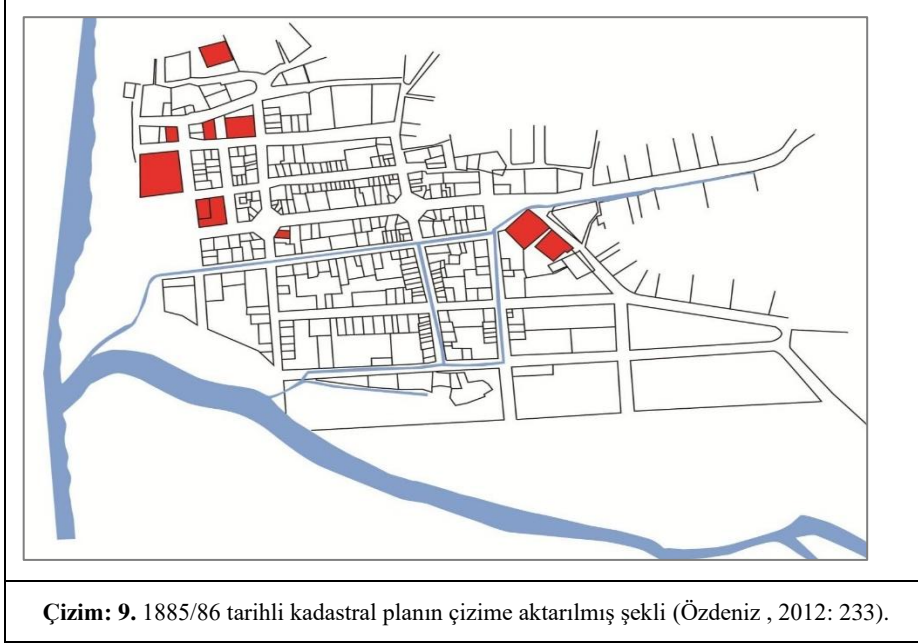 Çizim: 9. 1885/86 tarihli kadastral planın çizime aktarılmış şekli (Özdeniz , 2012: 233).